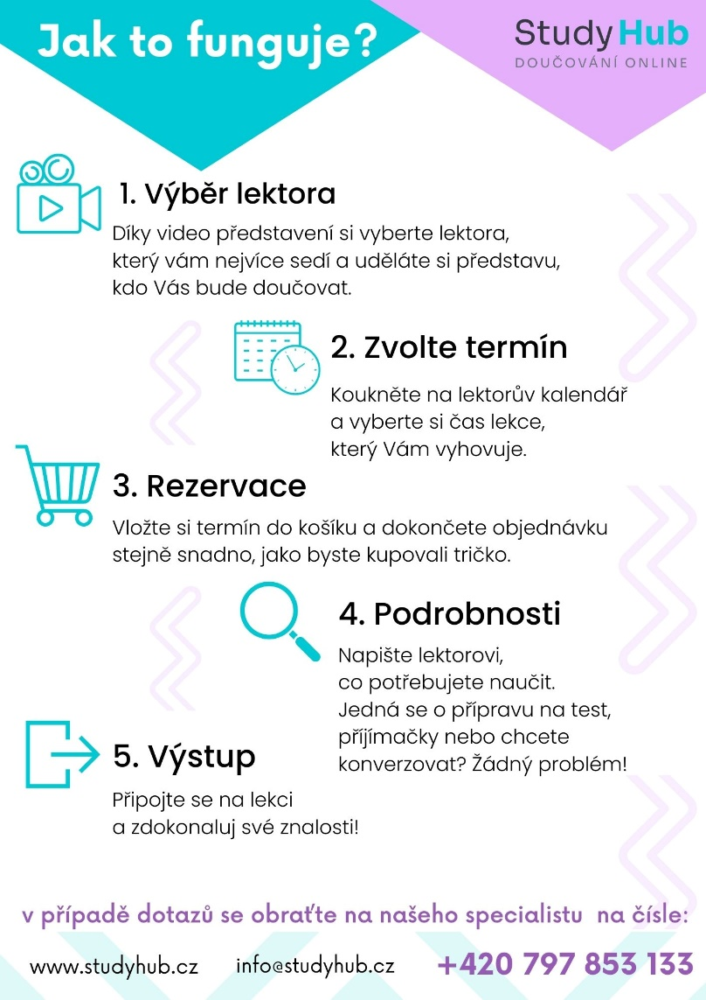 Jak to funguje?
StudyHub
DOUČOVÁNÍ ONLINE
1. Výběr lektora
Díky video představení si vyberte lektora,
který vám nejvíce sedí a uděláte si představu,
kdo Vás bude doučovat.
2. Zvolte termín
Koukněte na lektorův kalendář
a vyberte si čas lekce,
který Vám vyhovuje.
3. Rezervace
Vložte si termín do košíku a dokončete objednávku
stejně snadno, jako byste kupovali tričko.
4. Podrobnosti
Napište lektorovi,
co potřebujete naučit.
Jedná se o přípravu na test,
příjímačky nebo chcete
konverzovat? Žádný problém!
5. Výstup
Připojte se na lekci
a zdokonaluj své znalosti!
v případě dotazů se obraťte na našeho specialistu na čísle:
www.studyhub.cz info@studyhub.cz +420 797 853 133